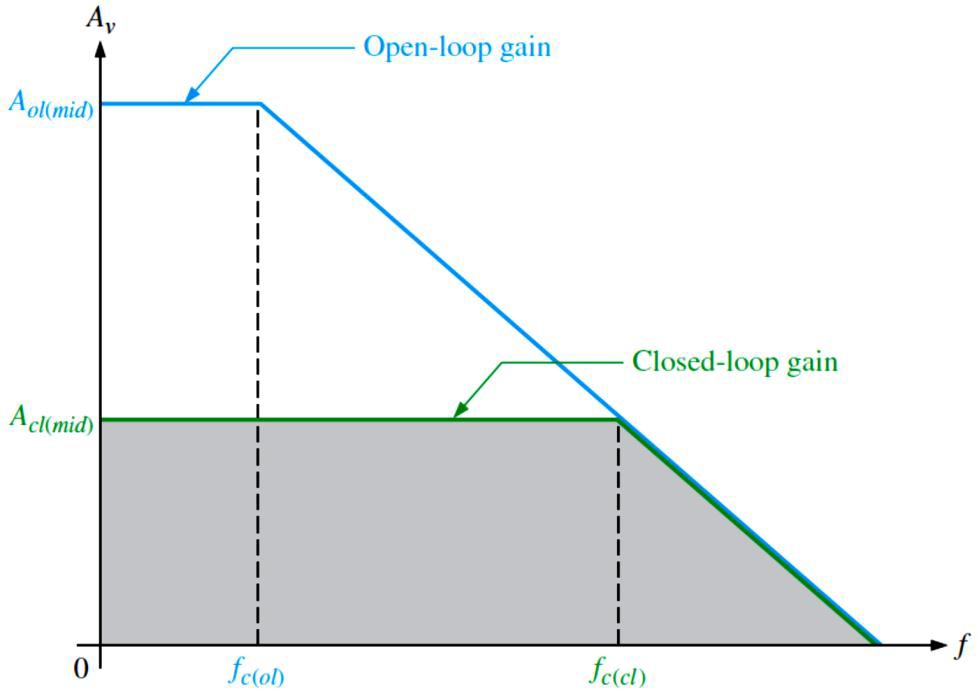 A_v
Open-loop gain
A_ol(mid)
Closed-loop gain
A_cl(mid)
0
f_c(ol)
f_c(cl)
f